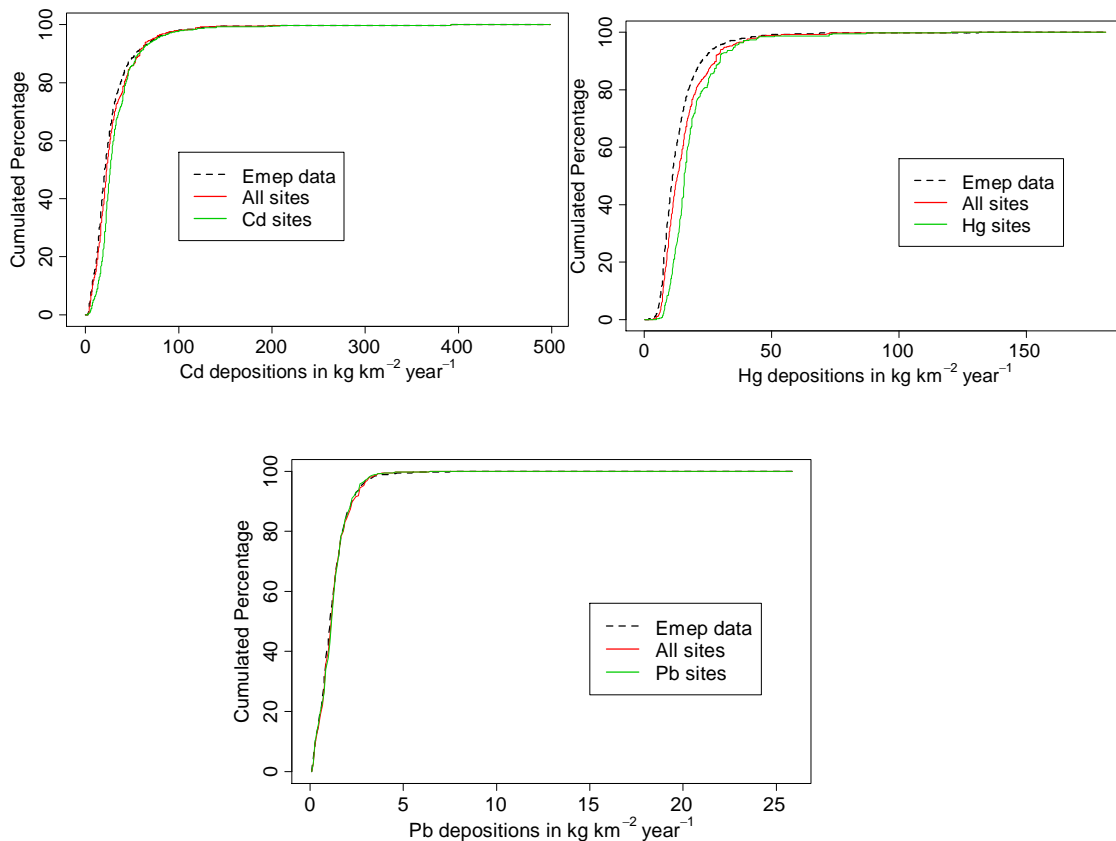 Cumulated Percentage
0 20 40 60 80 100
Emep data
All sites
Cd sites
0 100 200 300 400 500
Cd depositions in kg km⁻² year⁻¹
Cumulated Percentage
0 20 40 60 80 100
Emep data
All sites
Hg sites
0 50 100 150
Hg depositions in kg km⁻² year⁻¹
Cumulated Percentage
0 20 40 60 80 100
Emep data
All sites
Pb sites
0 5 10 15 20 25
Pb depositions in kg km⁻² year⁻¹